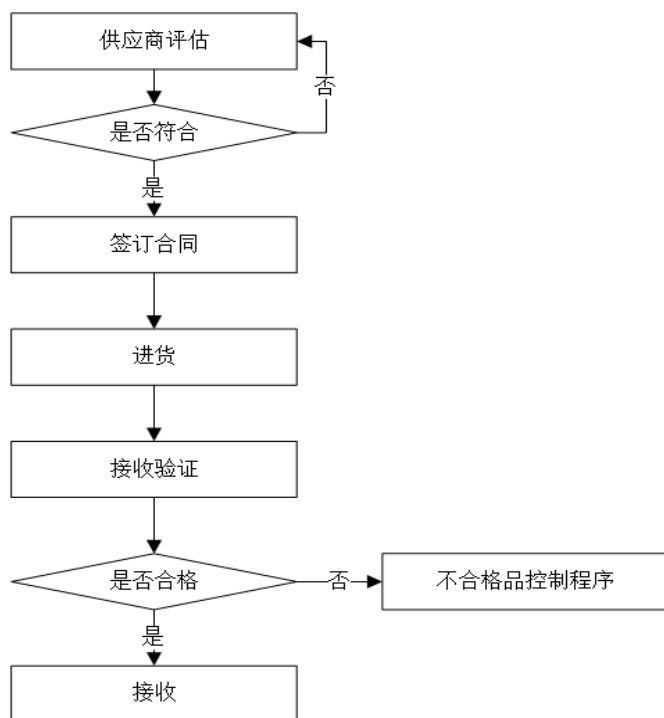 供应商评估
否
是否符合
是
签订合同
进货
接收验证
是否合格
否
不合格品控制程序
是
接收